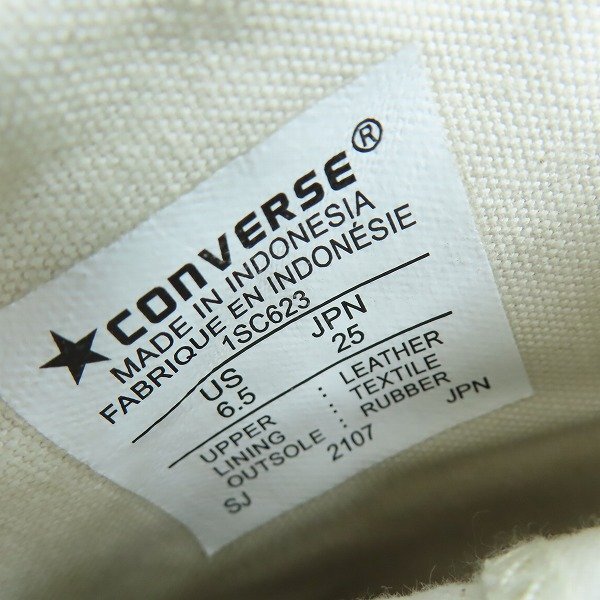 ★ CONVERSE®
MADE IN INDONESIA
FABRIQUE EN INDONÉSIE
1SC623
US JPN
6.5 25
UPPER : LEATHER
LINING : TEXTILE
OUTSOLE : RUBBER
SJ 2107 JPN